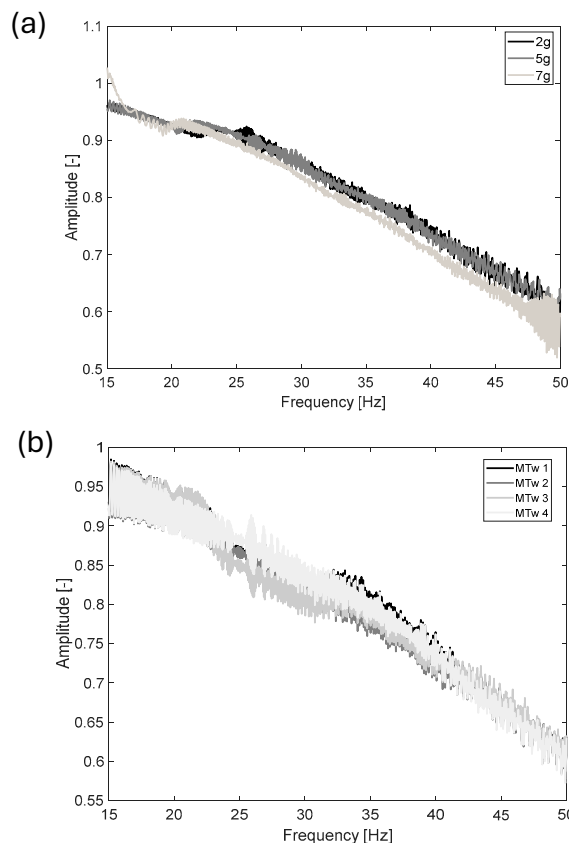 (a)
1.1
1
0.9
0.8
0.7
0.6
0.5
Amplitude [-]
2g
5g
7g
15 20 25 30 35 40 45 50
Frequency [Hz]
(b)
1
0.95
0.9
0.85
0.8
0.75
0.7
0.65
0.6
0.55
Amplitude [-]
MTw 1
MTw 2
MTw 3
MTw 4
15 20 25 30 35 40 45 50
Frequency [Hz]